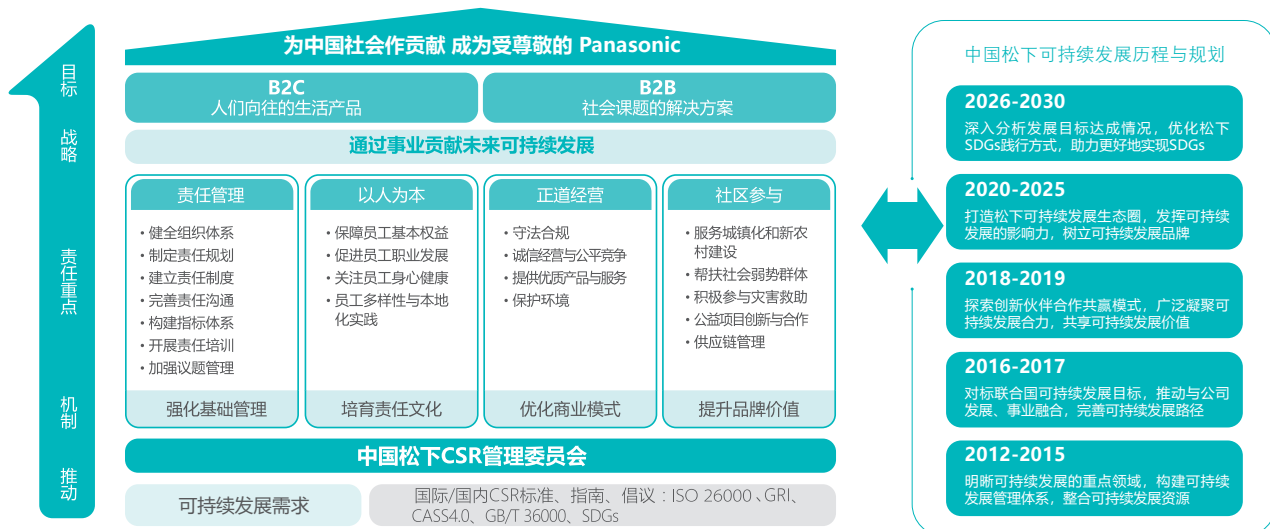 目标
战略
责任重点
机制
推动
为中国社会作贡献 成为受尊敬的 Panasonic
B2C
人们向往的生活产品
B2B
社会课题的解决方案
通过事业贡献未来可持续发展
责任管理
• 健全组织体系
• 制定责任规划
• 建立责任制度
• 完善责任沟通
• 构建指标体系
• 开展责任培训
• 加强议题管理
强化基础管理
以人为本
• 保障员工基本权益
• 促进员工职业发展
• 关注员工身心健康
• 员工多样性与本地
化实践
培育责任文化
正道经营
• 守法合规
• 诚信经营与公平竞争
• 提供优质产品与服务
• 保护环境
优化商业模式
社区参与
• 服务城镇化和新农
村建设
• 帮扶社会弱势群体
• 积极参与灾害救助
• 公益项目创新与合作
• 供应链管理
提升品牌价值
中国松下CSR管理委员会
可持续发展需求
国际/国内CSR标准、指南、倡议：ISO 26000 、GRI、
CASS4.0、GB/T 36000、SDGs
中国松下可持续发展历程与规划
2026-2030
深入分析发展目标达成情况，优化松下
SDGs践行方式，助力更好地实现SDGs
2020-2025
打造松下可持续发展生态圈，发挥可持续
发展的影响力，树立可持续发展品牌
2018-2019
探索创新伙伴合作共赢模式，广泛凝聚可
持续发展合力，共享可持续发展价值
2016-2017
对标联合国可持续发展目标，推动与公司
发展、事业融合，完善可持续发展路径
2012-2015
明晰可持续发展的重点领域，构建可持续
发展管理体系，整合可持续发展资源